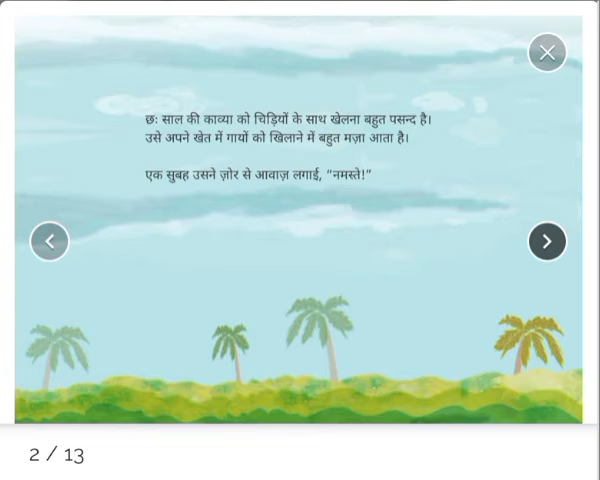 छः साल की काव्या को चिड़ियों के साथ खेलना बहुत पसन्द है।
उसे अपने खेत में गायों को खिलाने में बहुत मज़ा आता है।
एक सुबह उसने ज़ोर से आवाज़ लगाई, “नमस्ते!”
2 / 13